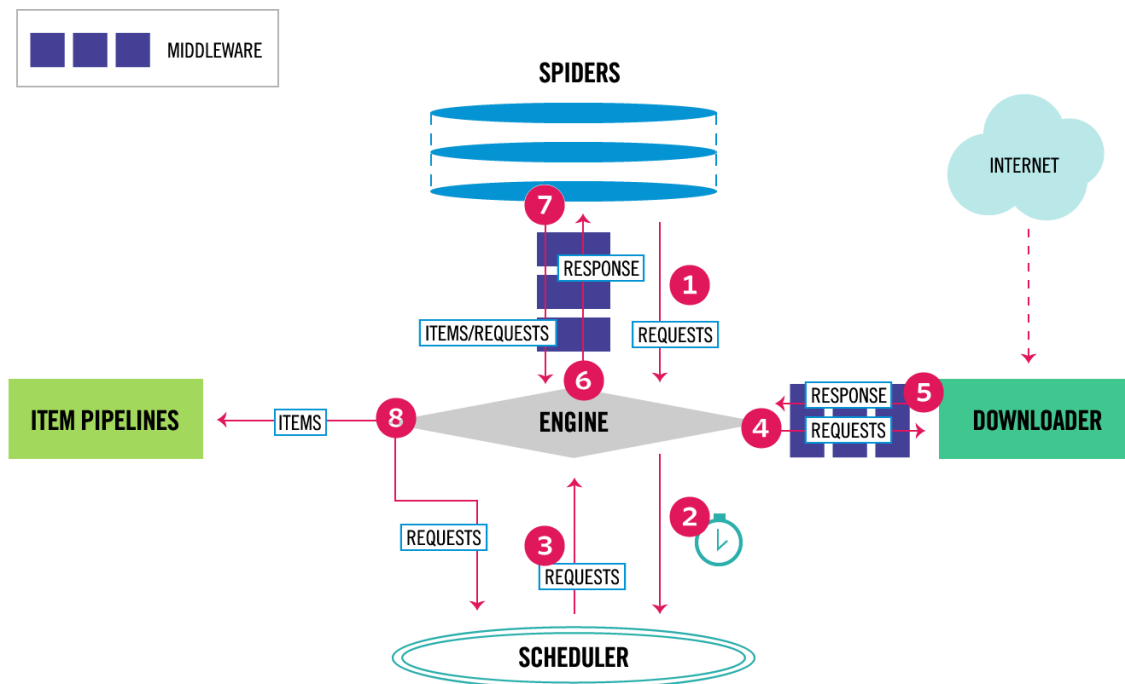 MIDDLEWARE
SPIDERS
INTERNET
7
RESPONSE
1
ITEMS/REQUESTS
REQUESTS
6
5
RESPONSE
ITEM PIPELINES
ITEMS
8
ENGINE
4
REQUESTS
DOWNLOADER
2
REQUESTS
3
REQUESTS
SCHEDULER